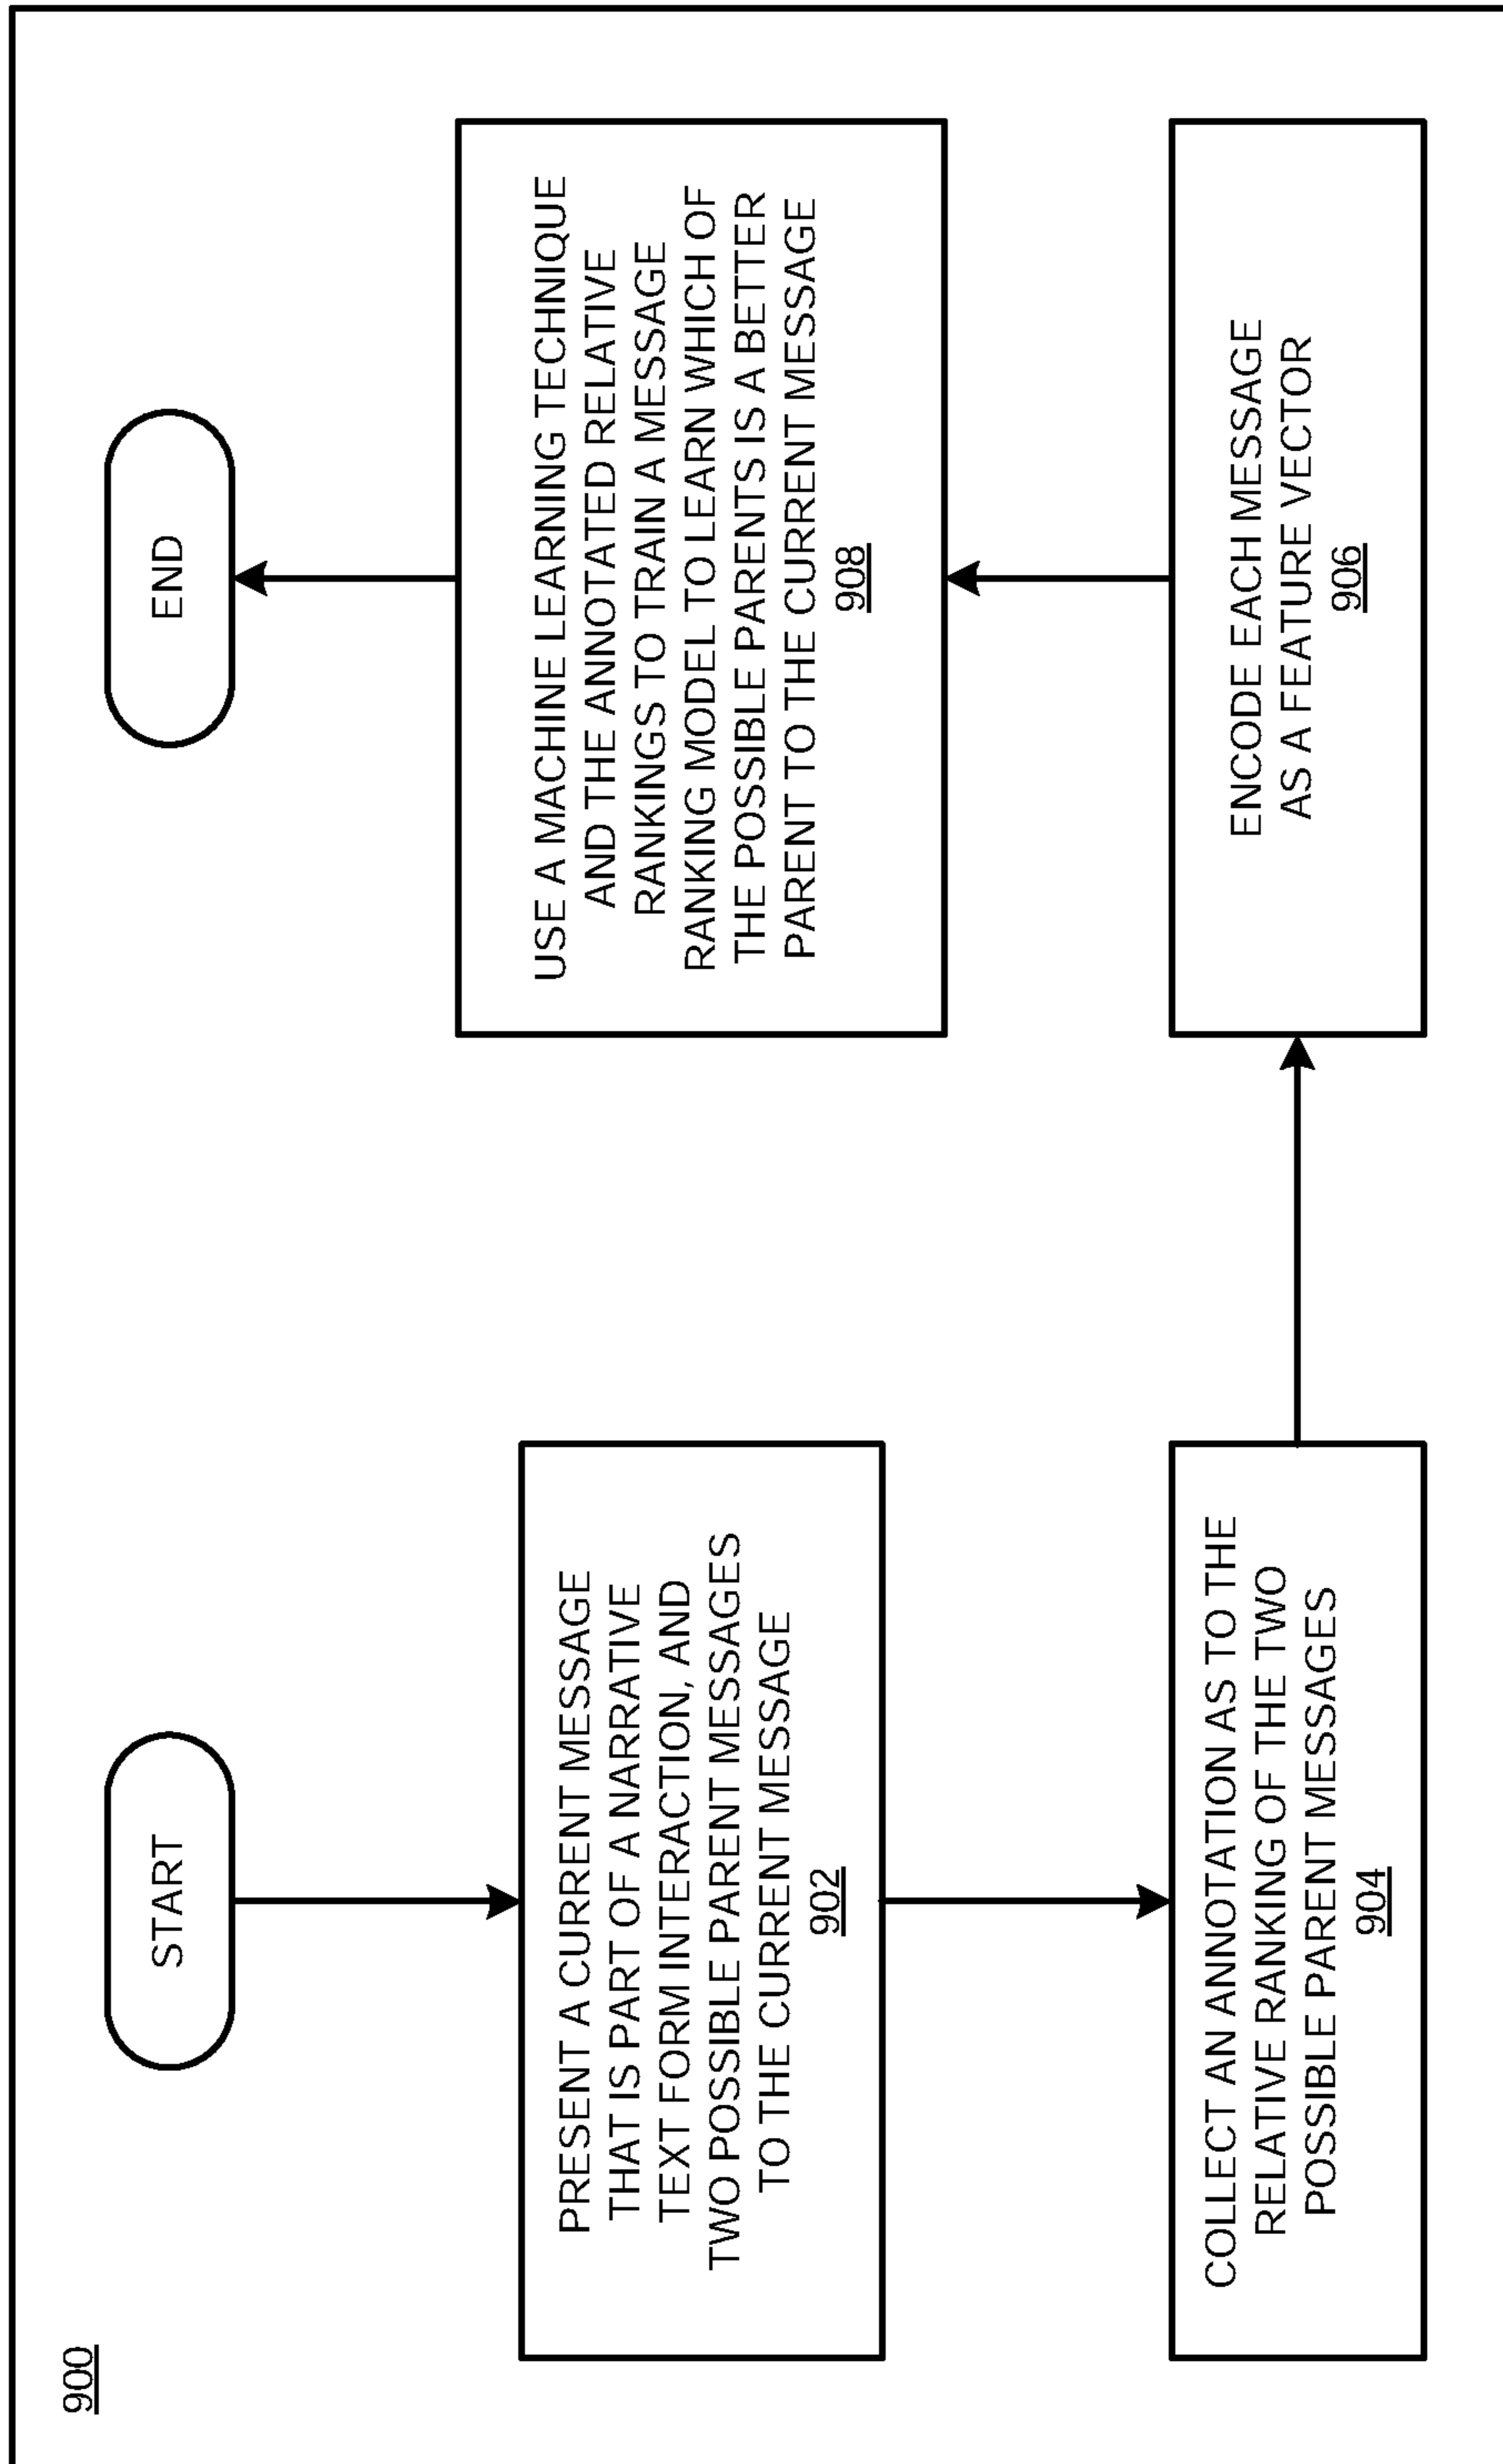 900
START
PRESENT A CURRENT MESSAGE
THAT IS PART OF A NARRATIVE
TEXT FORM INTERACTION, AND
TWO POSSIBLE PARENT MESSAGES
TO THE CURRENT MESSAGE
902
COLLECT AN ANNOTATION AS TO THE
RELATIVE RANKING OF THE TWO
POSSIBLE PARENT MESSAGES
904
ENCODE EACH MESSAGE
AS A FEATURE VECTOR
906
USE A MACHINE LEARNING TECHNIQUE
AND THE ANNOTATED RELATIVE
RANKINGS TO TRAIN A MESSAGE
RANKING MODEL TO LEARN WHICH OF
THE POSSIBLE PARENTS IS A BETTER
PARENT TO THE CURRENT MESSAGE
908
END